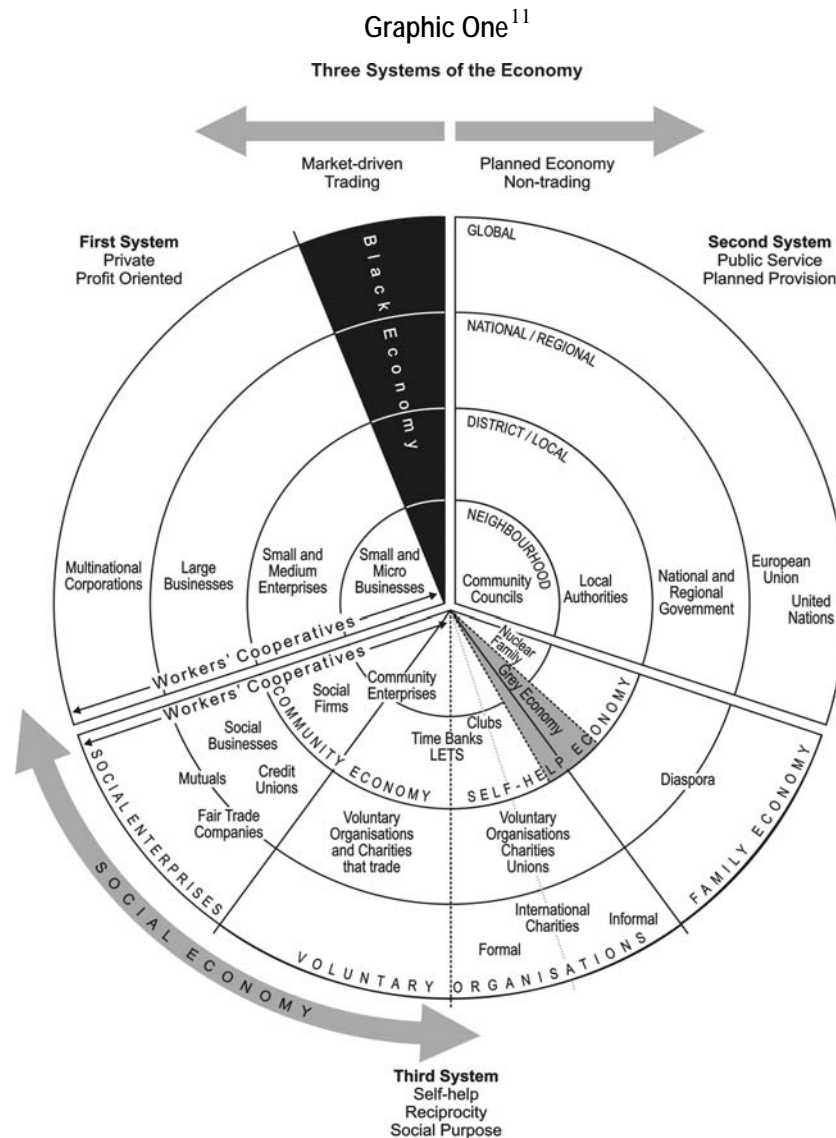 Graphic One11
Three Systems of the Economy
Market-driven
Trading
Planned Economy
Non-trading
First System
Private
Profit Oriented
Second System
Public Service
Planned Provision
Black Economy
GLOBAL
NATIONAL / REGIONAL
DISTRICT / LOCAL
NEIGHBOURHOOD
Multinational
Corporations
Large
Businesses
Small and
Medium
Enterprises
Small and
Micro
Businesses
Community
Councils
Local
Authorities
National and
Regional
Government
European
Union
United
Nations
Workers' Cooperatives
Workers' Cooperatives
Nuclear
Family
Grey Economy
Social
Firms
Community
Enterprises
Clubs
Time Banks
LETS
COMMUNITY ECONOMY
SELF-HELP ECONOMY
Social
Businesses
Mutuals
Credit
Unions
Fair Trade
Companies
Voluntary
Organisations
and Charities
that trade
Voluntary
Organisations
Charities
Unions
Diaspora
International
Charities
Formal
Informal
SOCIAL ENTERPRISES
VOLUNTARY ORGANISATIONS
FAMILY ECONOMY
SOCIAL ECONOMY
Third System
Self-help
Reciprocity
Social Purpose